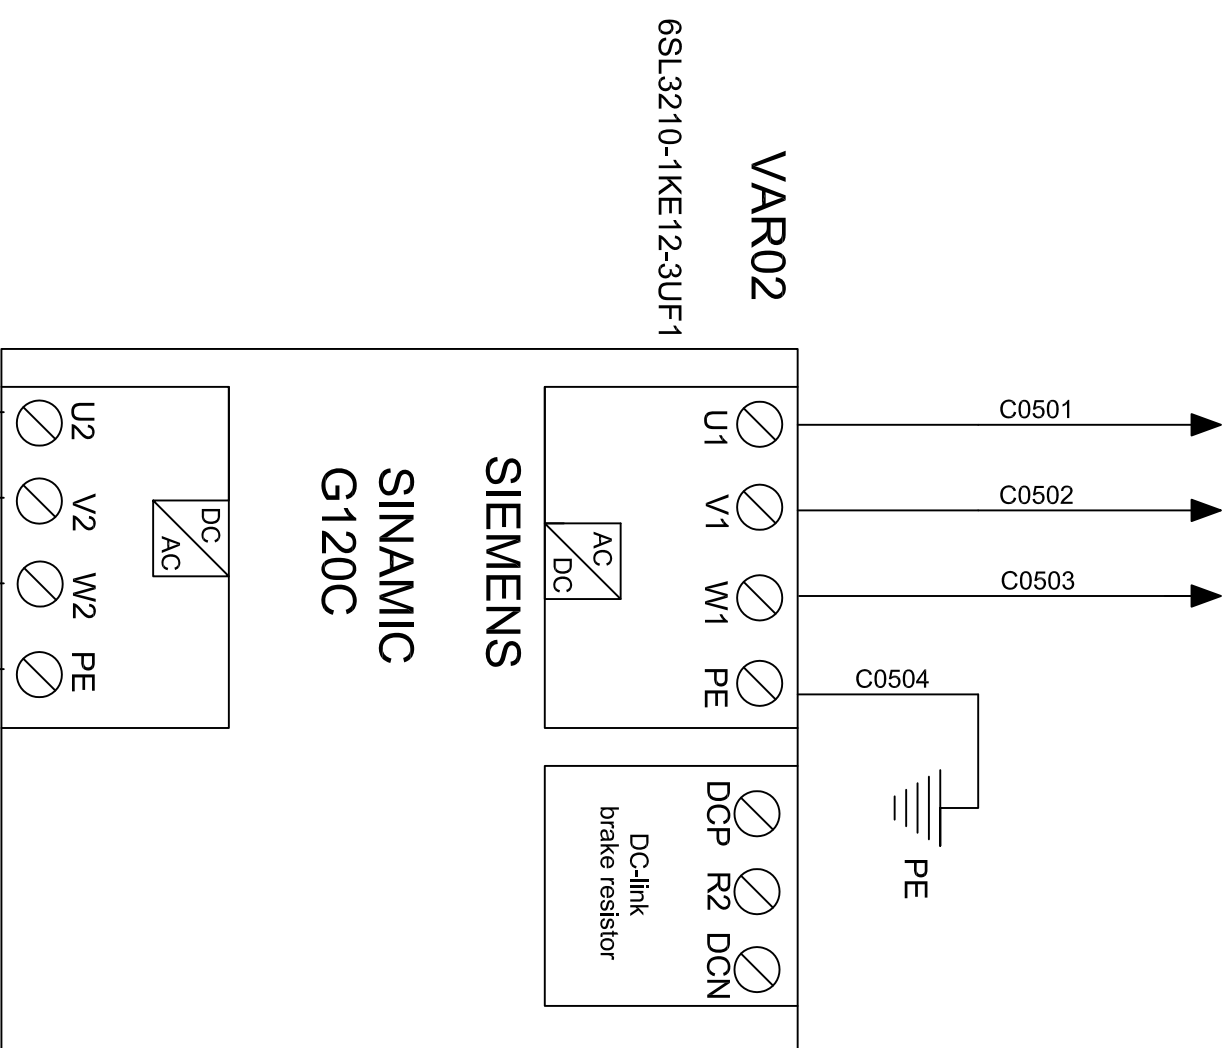 VAR02
6SL3210-1KE12-3UF1
C0501
C0502
C0503
C0504
PE
U1
V1
W1
PE
DCP
R2
DCN
AC
DC
DC-link
brake resistor
SIEMENS
SINAMIC
G120C
DC
AC
U2
V2
W2
PE